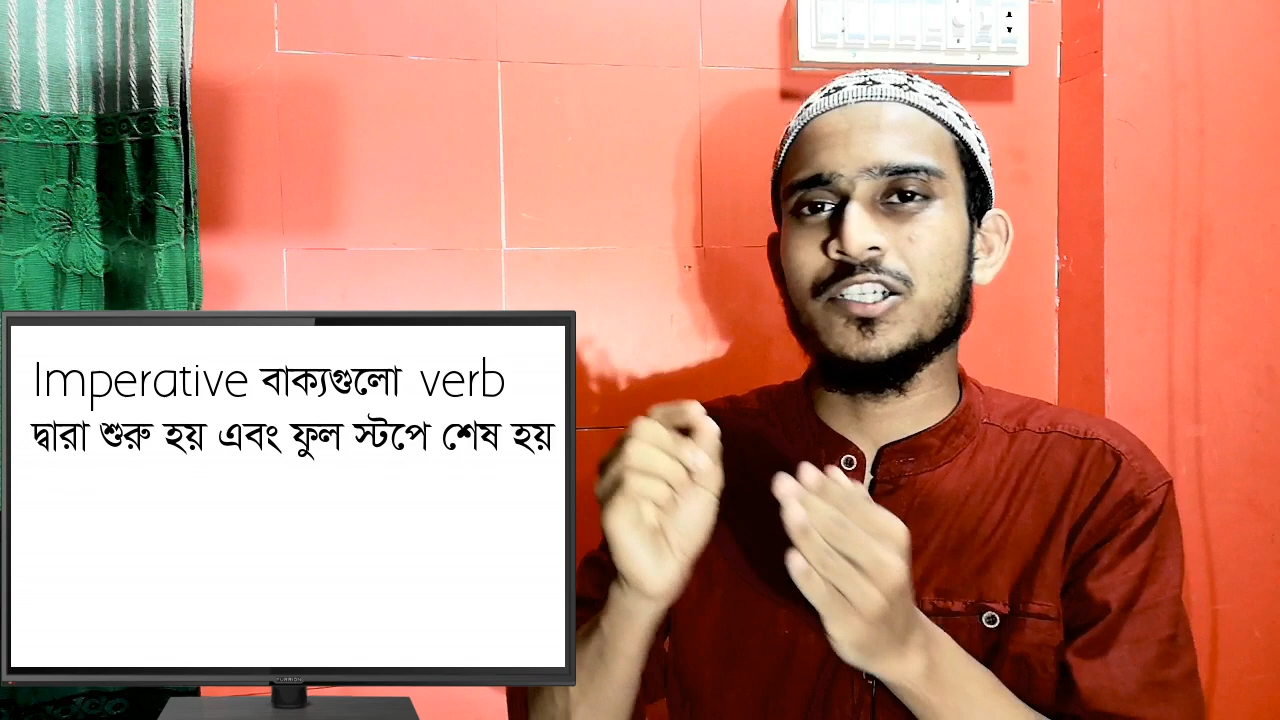 Imperative বাক্যগুলো verb
দ্বারা শুরু হয় এবং ফুল স্টপে শেষ হয়